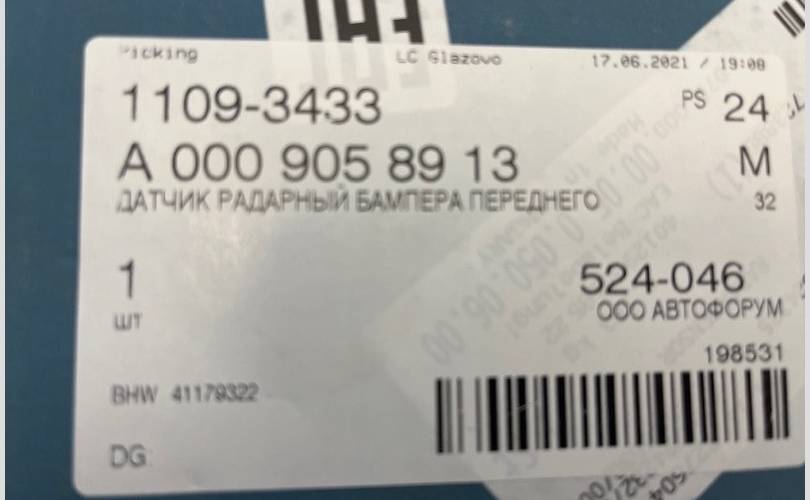 Picking LC Glazovo 17.06.2021 / 19:08
1109-3433 PS 24
A 000 905 89 13 M
ДАТЧИК РАДАРНЫЙ БАМПЕРА ПЕРЕДНЕГО 32
1 524-046
ШТ ООО АВТОФОРУМ
198531
BHW 41179322
DG